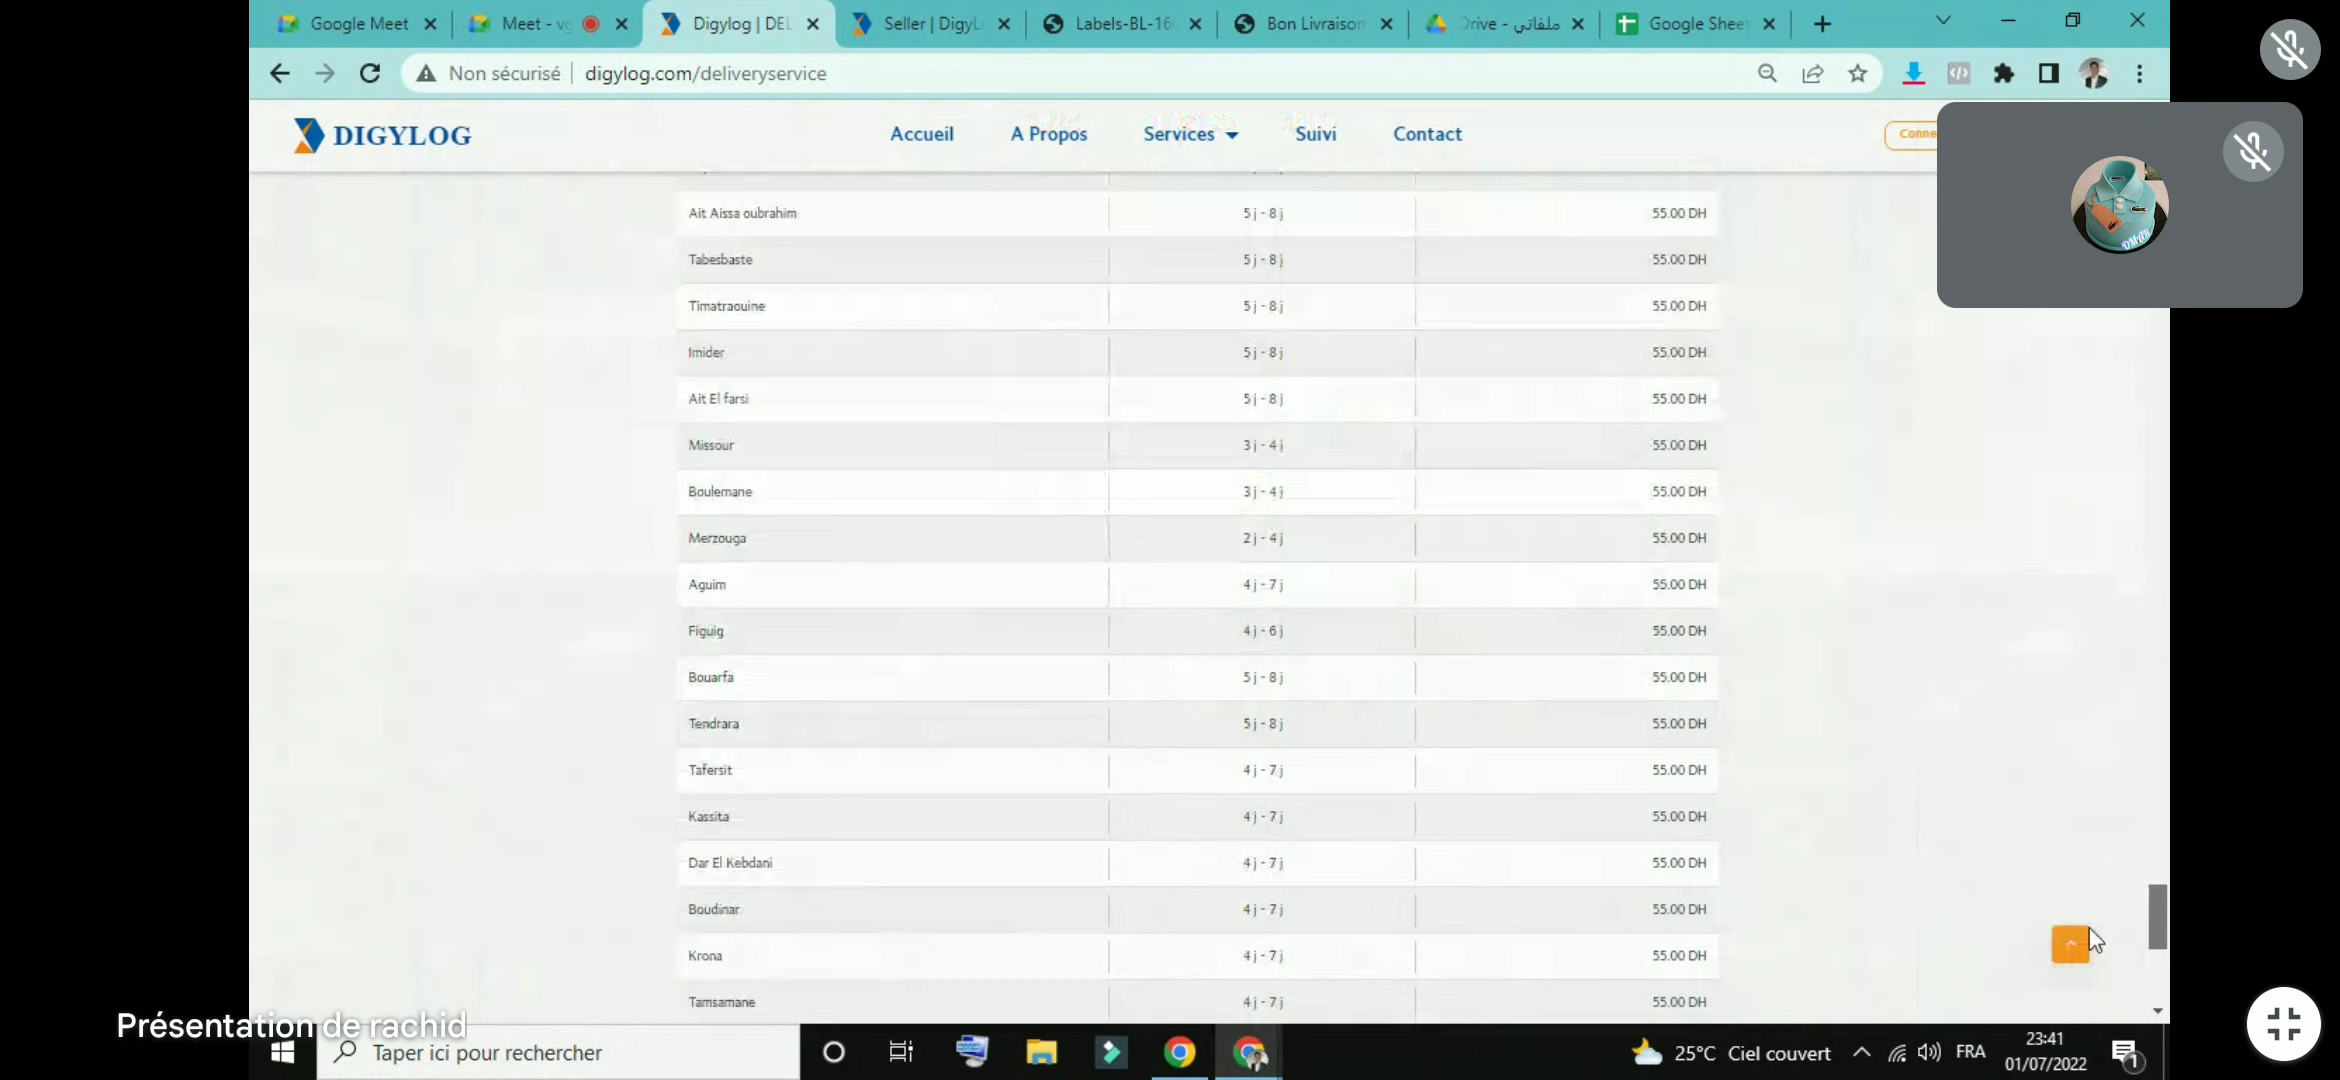 Google Meet
Meet - vg
Digylog | DEL
Seller | DigyL
Labels-BL-16
Bon Livraison
Drive - ملفاتي
Google Sheet
Non sécurisé
digylog.com/deliveryservice
DIGYLOG
Accueil
A Propos
Services
Suivi
Contact
Conne
Ait Aissa oubrahim 5 j - 8 j 55.00 DH
Tabesbaste 5 j - 8 j 55.00 DH
Timatraouine 5 j - 8 j 55.00 DH
Imider 5 j - 8 j 55.00 DH
Ait El farsi 5 j - 8 j 55.00 DH
Missour 3 j - 4 j 55.00 DH
Boulemane 3 j - 4 j 55.00 DH
Merzouga 2 j - 4 j 55.00 DH
Aguim 4 j - 7 j 55.00 DH
Figuig 4 j - 6 j 55.00 DH
Bouarfa 5 j - 8 j 55.00 DH
Tendrara 5 j - 8 j 55.00 DH
Tafersit 4 j - 7 j 55.00 DH
Kassita 4 j - 7 j 55.00 DH
Dar El Kebdani 4 j - 7 j 55.00 DH
Boudinar 4 j - 7 j 55.00 DH
Krona 4 j - 7 j 55.00 DH
Tamsamane 4 j - 7 j 55.00 DH
Présentation de rachid
Taper ici pour rechercher
25°C Ciel couvert
FRA
23:41
01/07/2022
1